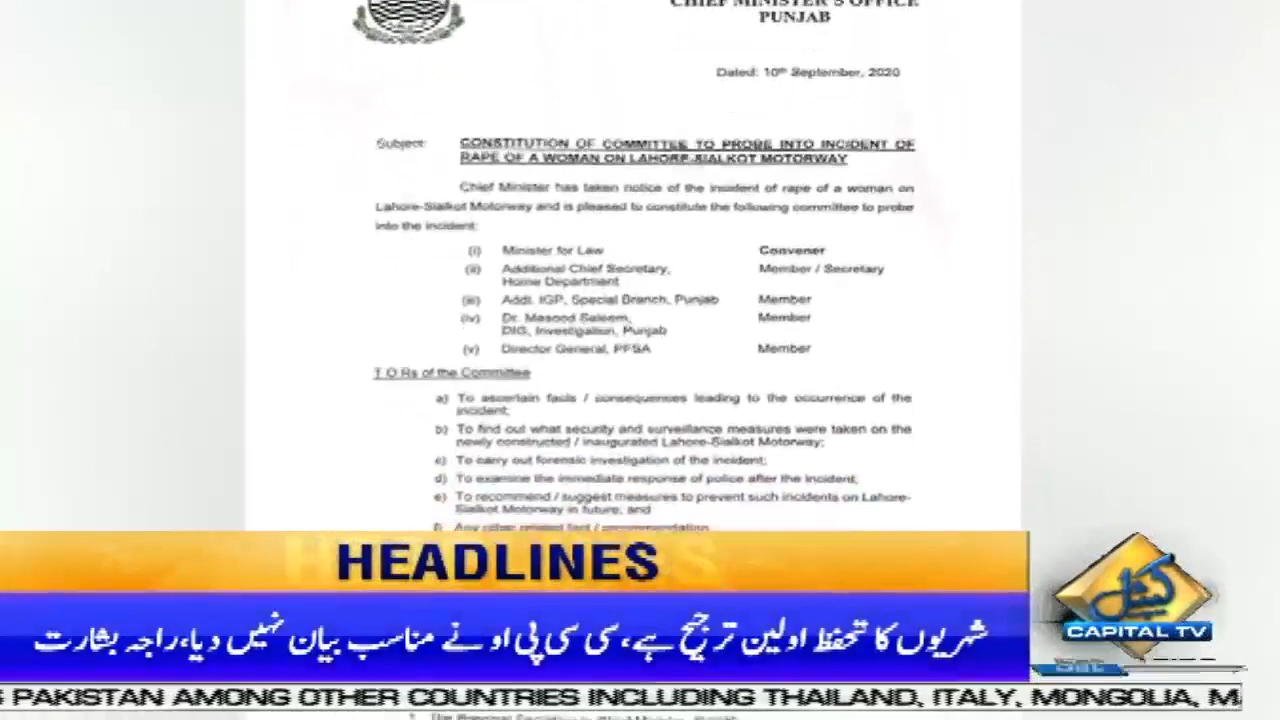 CHIEF MINISTER'S OFFICE
PUNJAB
Dated: 10th September, 2020
Subject: CONSTITUTION OF COMMITTEE TO PROBE INTO INCIDENT OF
RAPE OF A WOMAN ON LAHORE-SIALKOT MOTORWAY
Chief Minister has taken notice of the incident of rape of a woman on
Lahore-Sialkot Motorway and is pleased to constitute the following committee to probe
into the incident:
(i) Minister for Law Convener
(ii) Additional Chief Secretary, Member / Secretary
Home Department
(iii) Addl. IGP, Special Branch, Punjab Member
(iv) Dr. Masood Saleem, Member
DIG, Investigation, Punjab
(v) Director General, PFSA Member
T O Rs of the Committee
a) To ascertain facts / consequences leading to the occurrence of the
incident;
b) To find out what security and surveillance measures were taken on the
newly constructed / inaugurated Lahore-Sialkot Motorway;
c) To carry out forensic investigation of the incident;
d) To examine the immediate response of police after the incident;
e) To recommend / suggest measures to prevent such incidents on Lahore-
Sialkot Motorway in future, and
f) Any other related fact / recommendation
HEADLINES
شہریوں کا تحفظ اولین ترجیح ہے، سی سی پی او نے مناسب بیان نہیں دیا، راجہ بشارت
کیپیٹل
CAPITAL TV
Sat
PAKISTAN AMONG OTHER COUNTRIES INCLUDING THAILAND, ITALY, MONGOLIA, M